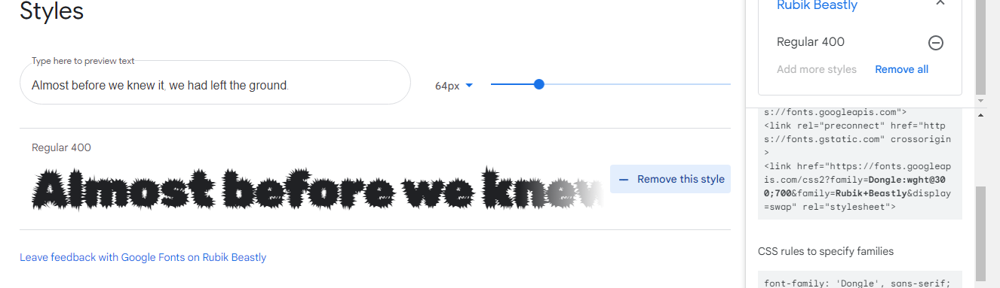 Styles
Type here to preview text
Almost before we knew it, we had left the ground.
64px
Regular 400
Almost before we knew
Remove this style
Leave feedback with Google Fonts on Rubik Beastly
Rubik Beastly
Regular 400
Add more styles
Remove all
s://fonts.googleapis.com">
<link rel="preconnect" href="http
s://fonts.gstatic.com" crossorigin
>
<link href="https://fonts.googleap
is.com/css2?family=Dongle:wght@30
0;700&family=Rubik+Beastly&display
=swap" rel="stylesheet">
CSS rules to specify families
font-family: 'Dongle', sans-serif;